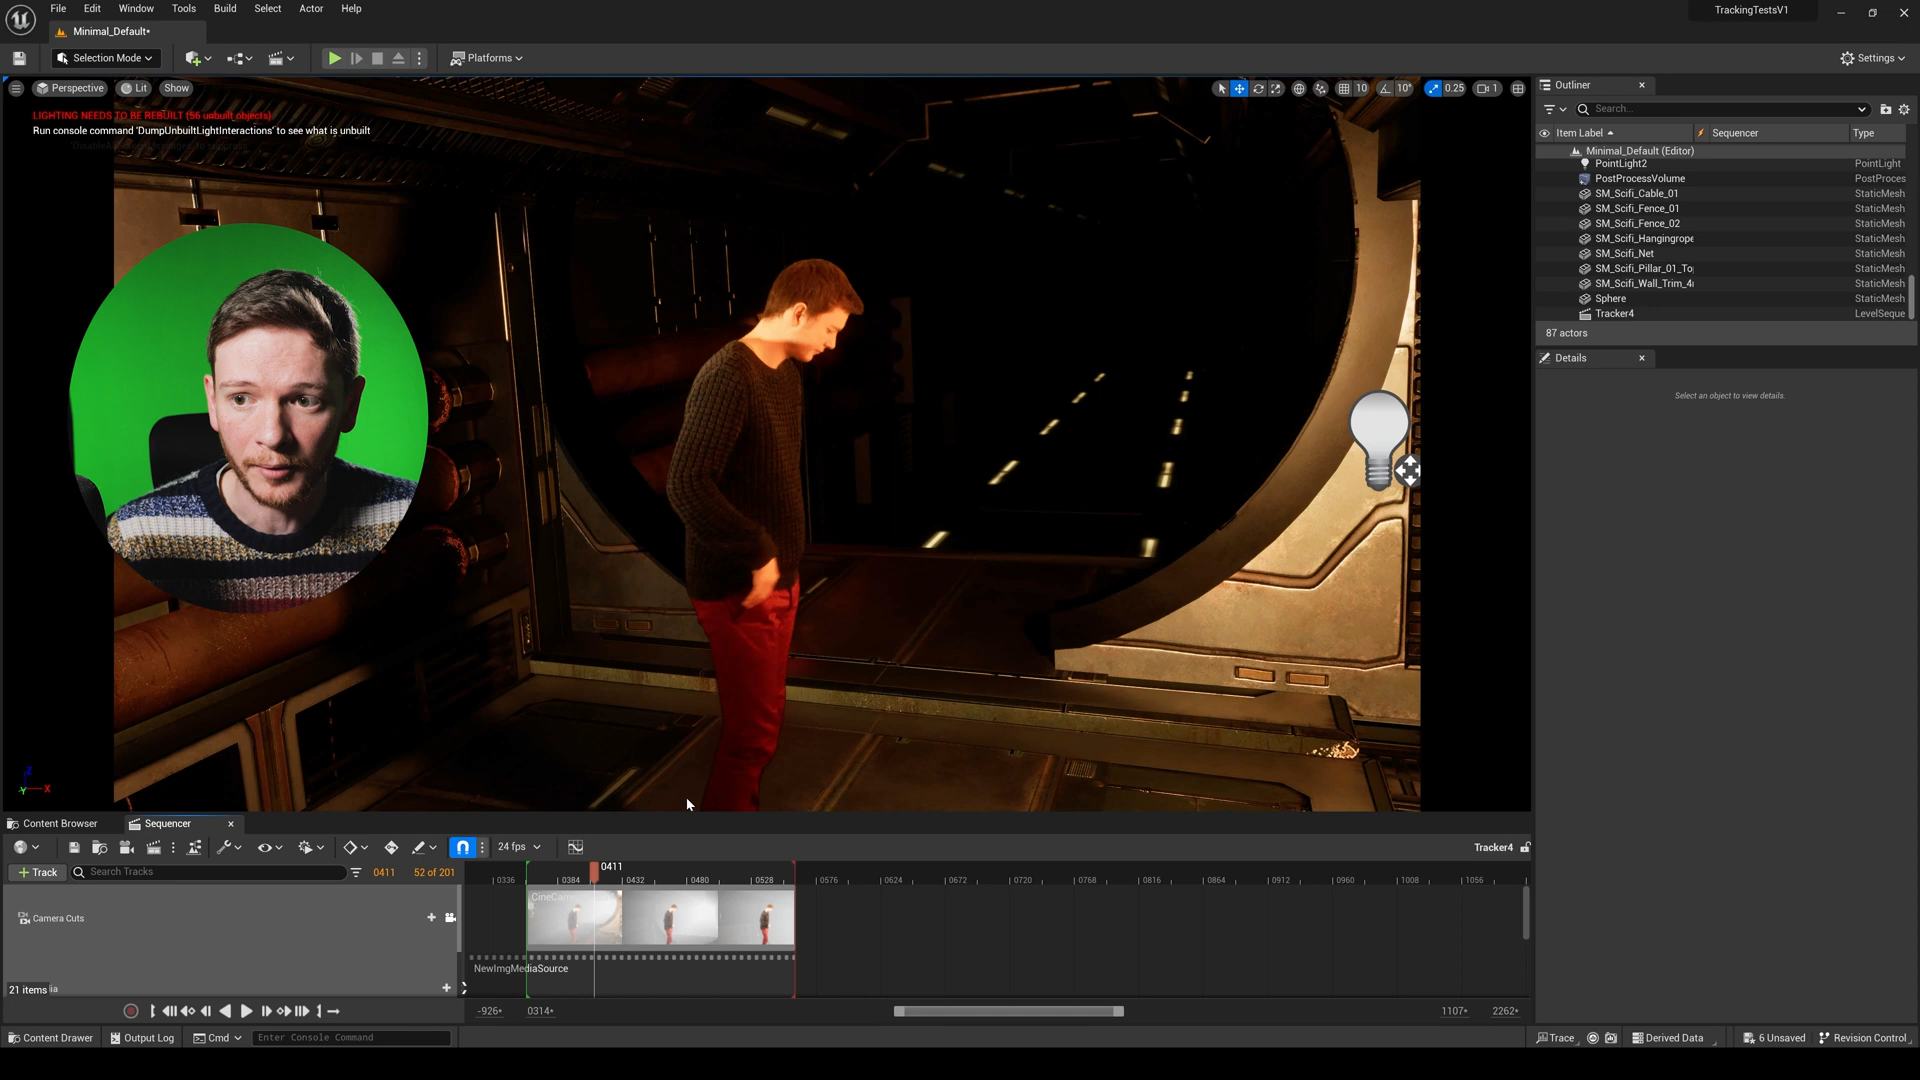 File Edit Window Tools Build Select Actor Help
TrackingTestsV1
Minimal_Default*
Selection Mode
Platforms
Settings
Perspective Lit Show
10 10° 0.25 1
LIGHTING NEEDS TO BE REBUILT (56 unbuilt objects)
Run console command 'DumpUnbuiltLightInteractions' to see what is unbuilt
Outliner
Search...
Item Label Sequencer Type
Minimal_Default (Editor)
PointLight2 PointLight
PostProcessVolume PostProces
SM_Scifi_Cable_01 StaticMesh
SM_Scifi_Fence_01 StaticMesh
SM_Scifi_Fence_02 StaticMesh
SM_Scifi_Hangingrope StaticMesh
SM_Scifi_Net StaticMesh
SM_Scifi_Pillar_01_To StaticMesh
SM_Scifi_Wall_Trim_4 StaticMesh
Sphere StaticMesh
Tracker4 LevelSeque
87 actors
Details
Select an object to view details.
Z
Y X
Content Browser Sequencer
24 fps
Tracker4
Track Search Tracks 0411 52 of 201
0411
0336 0384 0432 0480 0528 0576 0624 0672 0720 0768 0816 0864 0912 0960 1008 1056
Camera Cuts
NewImgMediaSource
21 items
-926* 0314* 1107* 2262*
Content Drawer Output Log Cmd Enter Console Command
Trace Derived Data 6 Unsaved Revision Control